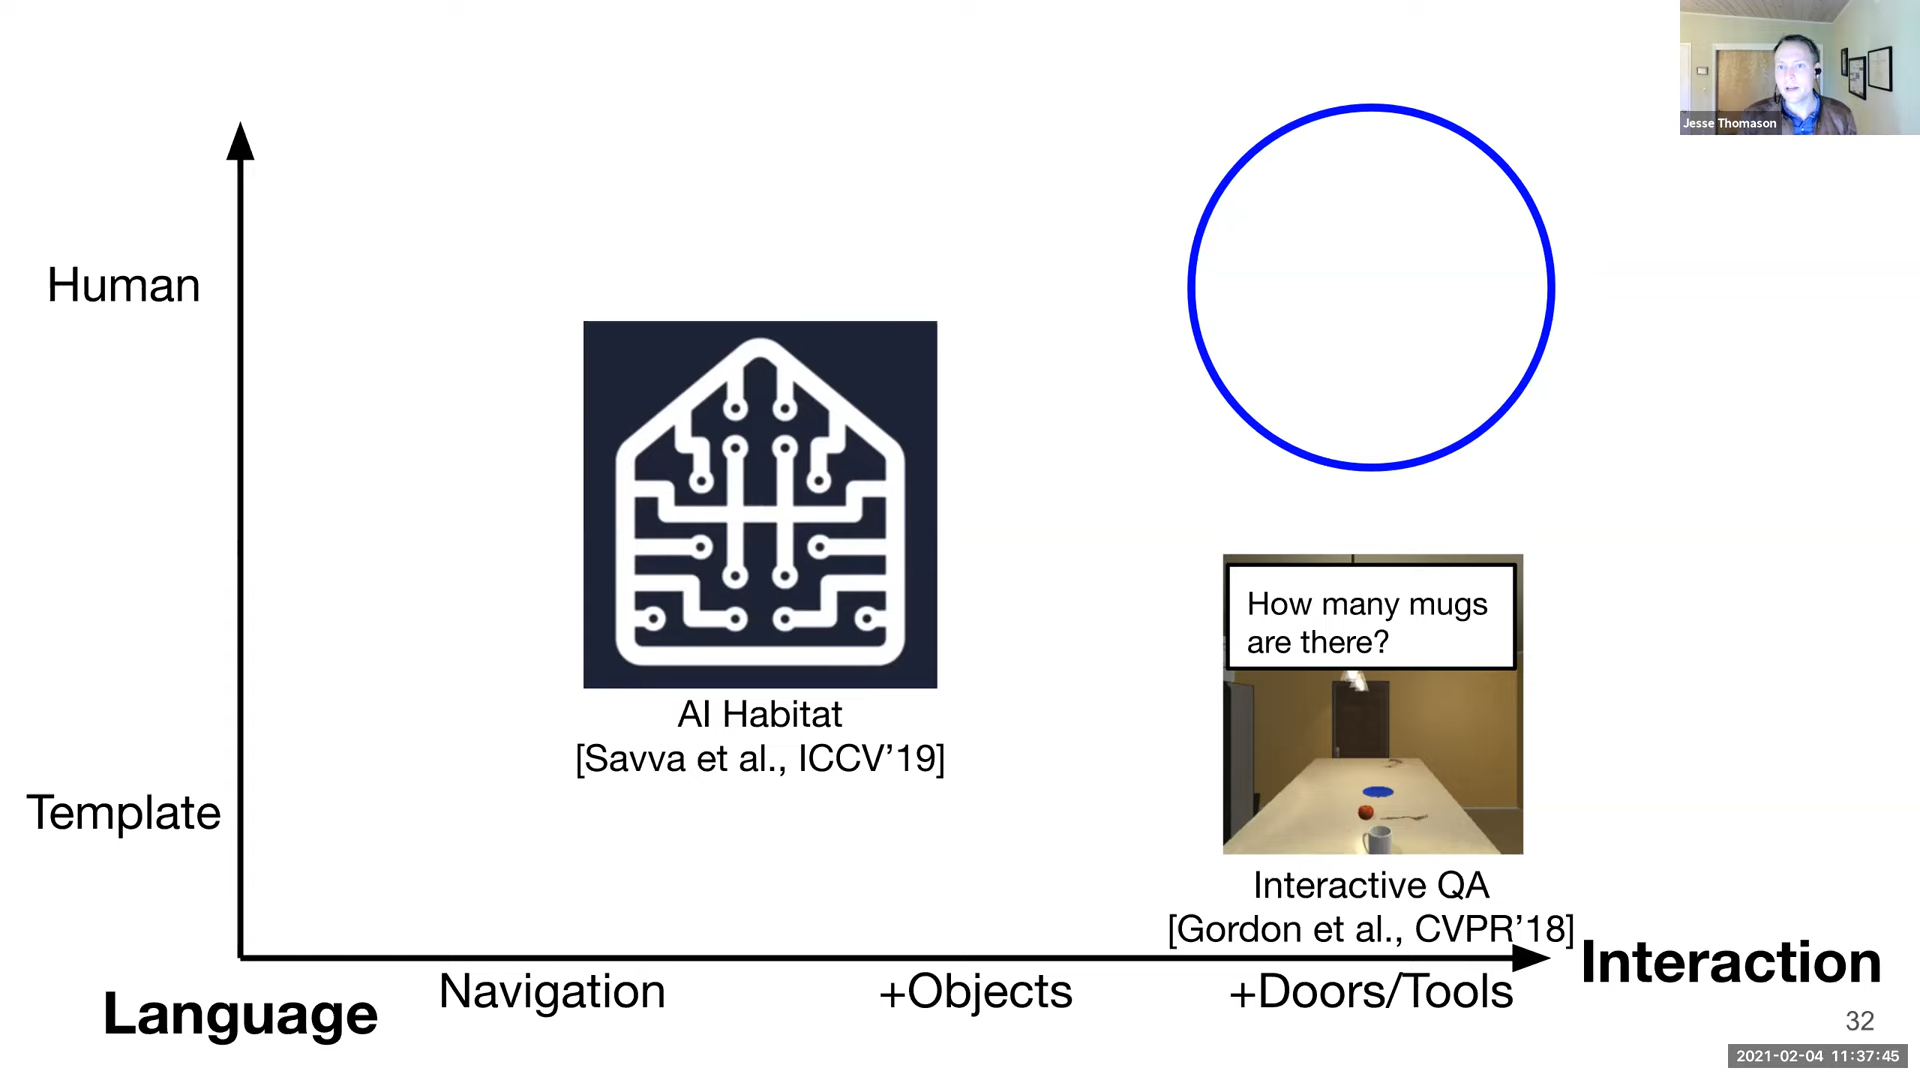 Jesse Thomason
Human
How many mugs
are there?
AI Habitat
[Savva et al., ICCV’19]
Template
Interactive QA
[Gordon et al., CVPR’18]
Interaction
Navigation
+Objects
+Doors/Tools
Language
32
2021-02-04 11:37:45